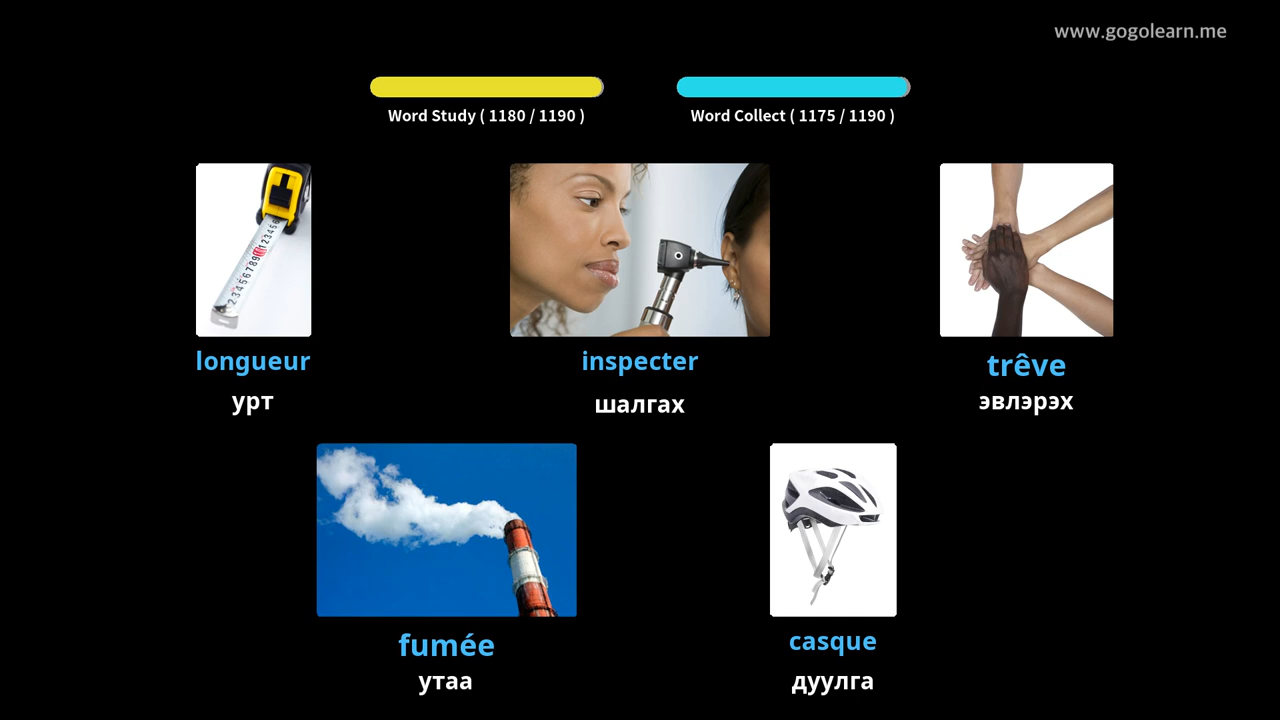 www.gogolearn.me
Word Study ( 1180 / 1190 )
Word Collect ( 1175 / 1190 )
longueur
урт
inspecter
шалгах
trêve
эвлэрэх
fumée
утаа
casque
дуулга